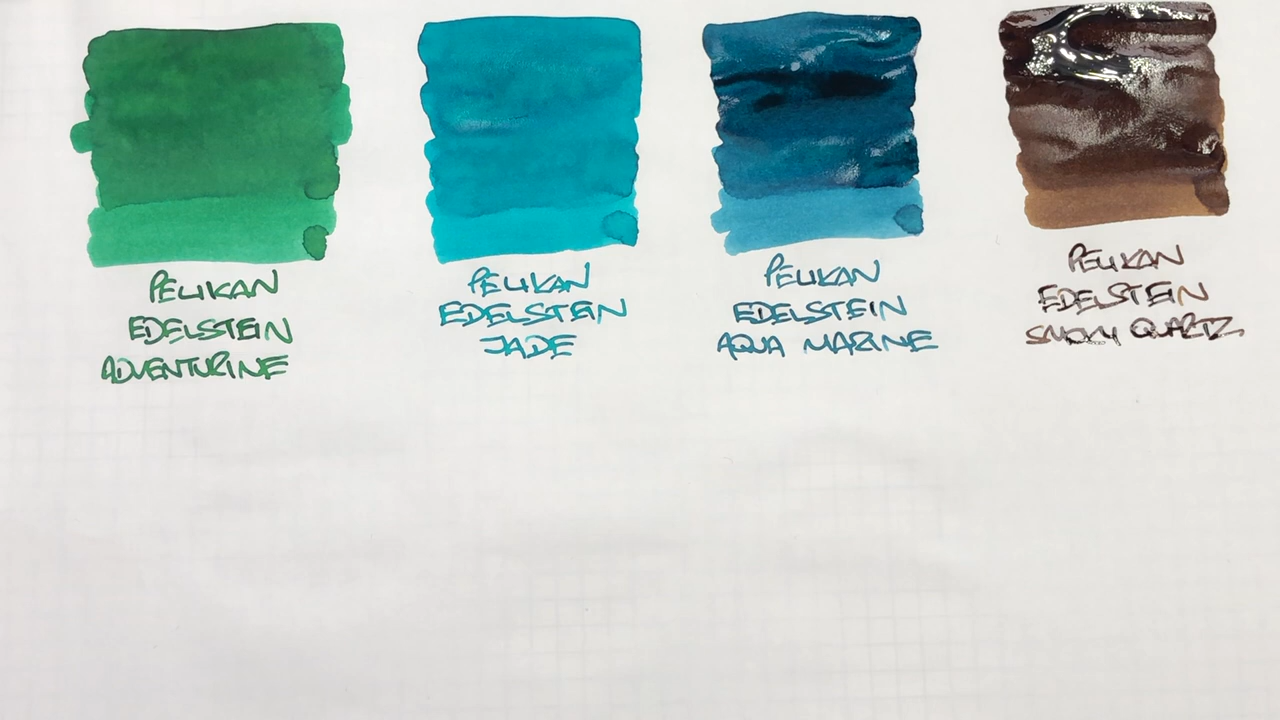 PELIKAN
EDELSTEIN
ADVENTURINE
PELIKAN
EDELSTEIN
JADE
PELIKAN
EDELSTEIN
AQUA MARINE
PELIKAN
EDELSTEIN
SMOKY QUARTZ